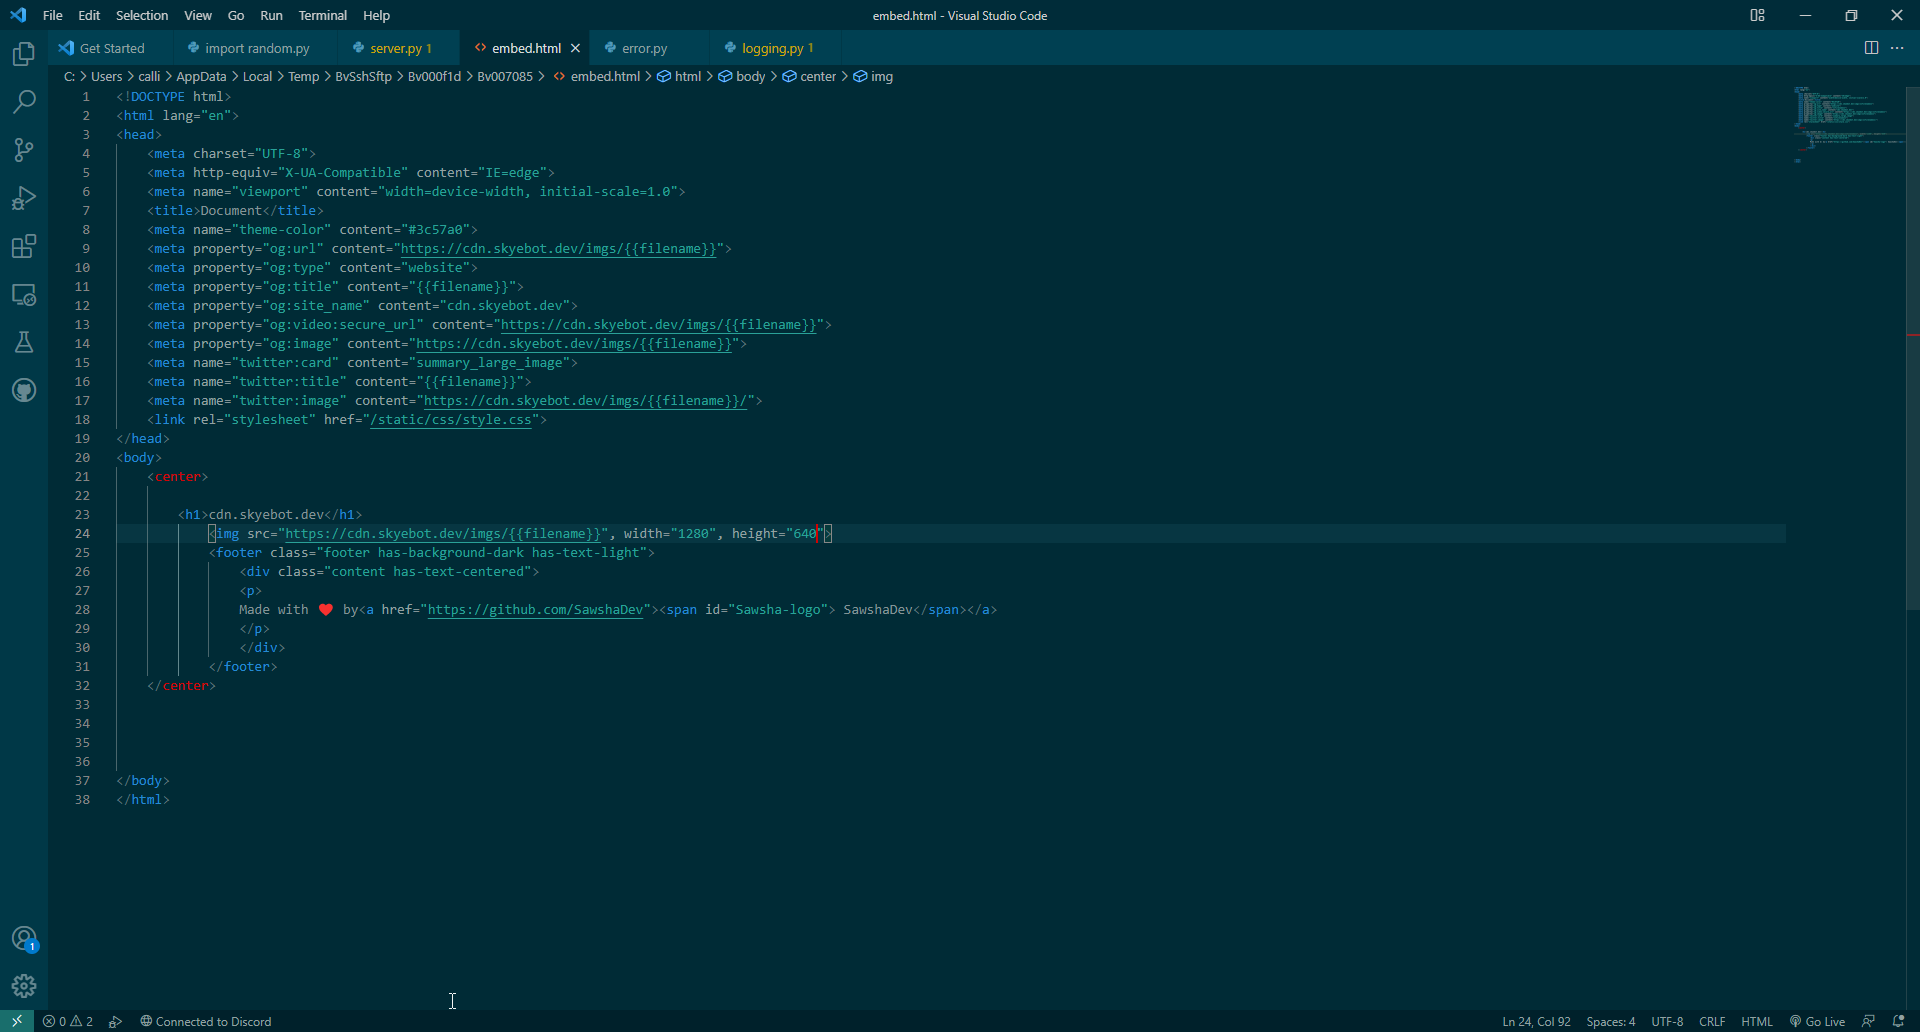 File Edit Selection View Go Run Terminal Help embed.html - Visual Studio Code
Get Started import random.py server.py 1 embed.html error.py logging.py 1
C: > Users > calli > AppData > Local > Temp > BvSshSftp > Bv000f1d > Bv007085 > embed.html > html > body > center > img
1 <!DOCTYPE html>
2 <html lang="en">
3 <head>
4 <meta charset="UTF-8">
5 <meta http-equiv="X-UA-Compatible" content="IE=edge">
6 <meta name="viewport" content="width=device-width, initial-scale=1.0">
7 <title>Document</title>
8 <meta name="theme-color" content="#3c57a0">
9 <meta property="og:url" content="https://cdn.skyebot.dev/imgs/{{filename}}">
10 <meta property="og:type" content="website">
11 <meta property="og:title" content="{{filename}}">
12 <meta property="og:site_name" content="cdn.skyebot.dev">
13 <meta property="og:video:secure_url" content="https://cdn.skyebot.dev/imgs/{{filename}}">
14 <meta property="og:image" content="https://cdn.skyebot.dev/imgs/{{filename}}">
15 <meta name="twitter:card" content="summary_large_image">
16 <meta name="twitter:title" content="{{filename}}">
17 <meta name="twitter:image" content="https://cdn.skyebot.dev/imgs/{{filename}}/">
18 <link rel="stylesheet" href="/static/css/style.css">
19 </head>
20 <body>
21 <center>
22
23 <h1>cdn.skyebot.dev</h1>
24 <img src="https://cdn.skyebot.dev/imgs/{{filename}}", width="1280", height="640">
25 <footer class="footer has-background-dark has-text-light">
26 <div class="content has-text-centered">
27 <p>
28 Made with ❤️ by<a href="https://github.com/SawshaDev"><span id="Sawsha-logo"> SawshaDev</span></a>
29 </p>
30 </div>
31 </footer>
32 </center>
33
34
35
36
37 </body>
38 </html>
1
0 2 Connected to Discord Ln 24, Col 92 Spaces: 4 UTF-8 CRLF HTML Go Live